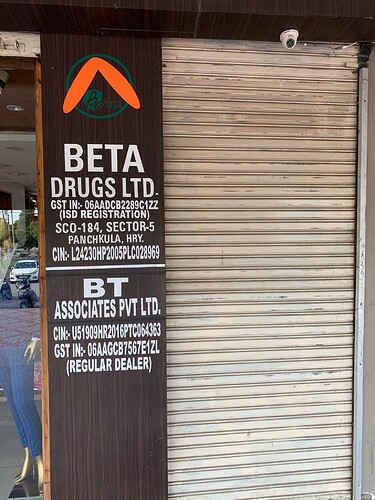 BETA
DRUGS LTD.
GST IN:- 06AADCB2289C1ZZ
(ISD REGISTRATION)
SCO-184, SECTOR-5
PANCHKULA, HRY.
CIN:- L24230HP2005PLC028969
BT
ASSOCIATES PVT LTD.
CIN:- U51909HR2016PTC064363
GST IN:- 06AAGCB7567E1ZL
(REGULAR DEALER)